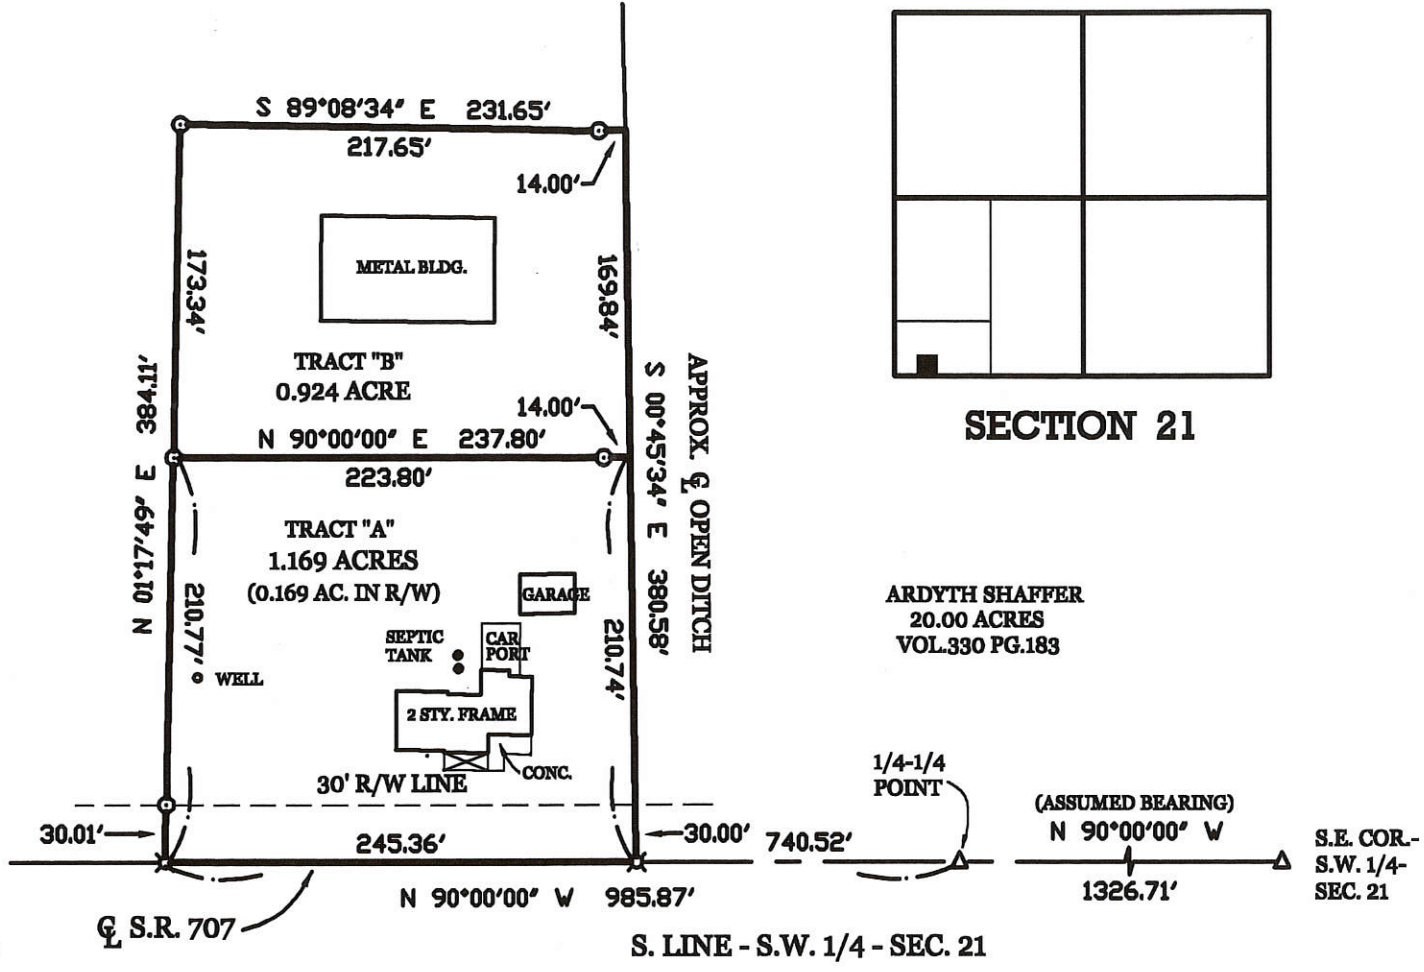 S 89°08'34" E 231.65'
217.65'
14.00'
METAL BLDG.
173.34'
169.84'
TRACT "B"
0.924 ACRE
14.00'
N 90°00'00" E 237.80'
223.80'
N 01°17'49" E 384.11'
S 00°45'34" E 380.58'
APPROX. ℄ OPEN DITCH
TRACT "A"
1.169 ACRES
(0.169 AC. IN R/W)
GARAGE
210.77'
210.74'
SEPTIC
TANK
CAR
PORT
WELL
2 STY. FRAME
CONC.
30' R/W LINE
30.01'
245.36'
30.00'
740.52'
N 90°00'00" W 985.87'
℄ S.R. 707
S. LINE - S.W. 1/4 - SEC. 21
SECTION 21
ARDYTH SHAFFER
20.00 ACRES
VOL.330 PG.183
1/4-1/4
POINT
(ASSUMED BEARING)
N 90°00'00" W
1326.71'
S.E. COR.-
S.W. 1/4-
SEC. 21